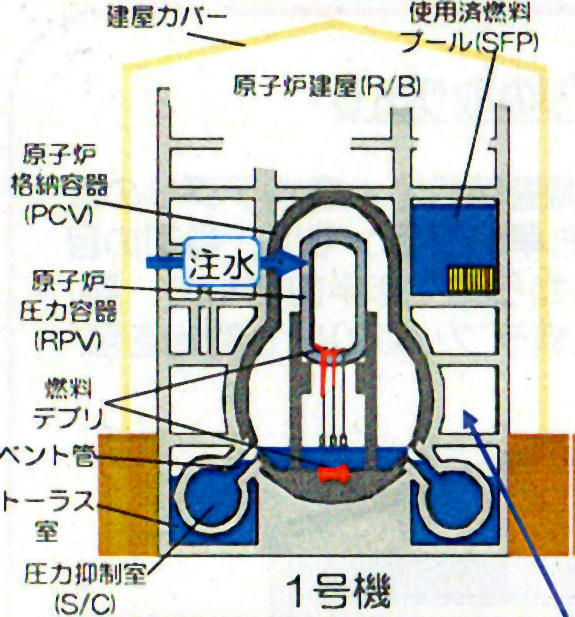 建屋カバー
使用済燃料
プール(SFP)
原子炉建屋(R/B)
原子炉
格納容器
(PCV)
注水
原子炉
圧力容器
(RPV)
燃料
デブリ
ベント管
トーラス
室
圧力抑制室
(S/C)
1号機